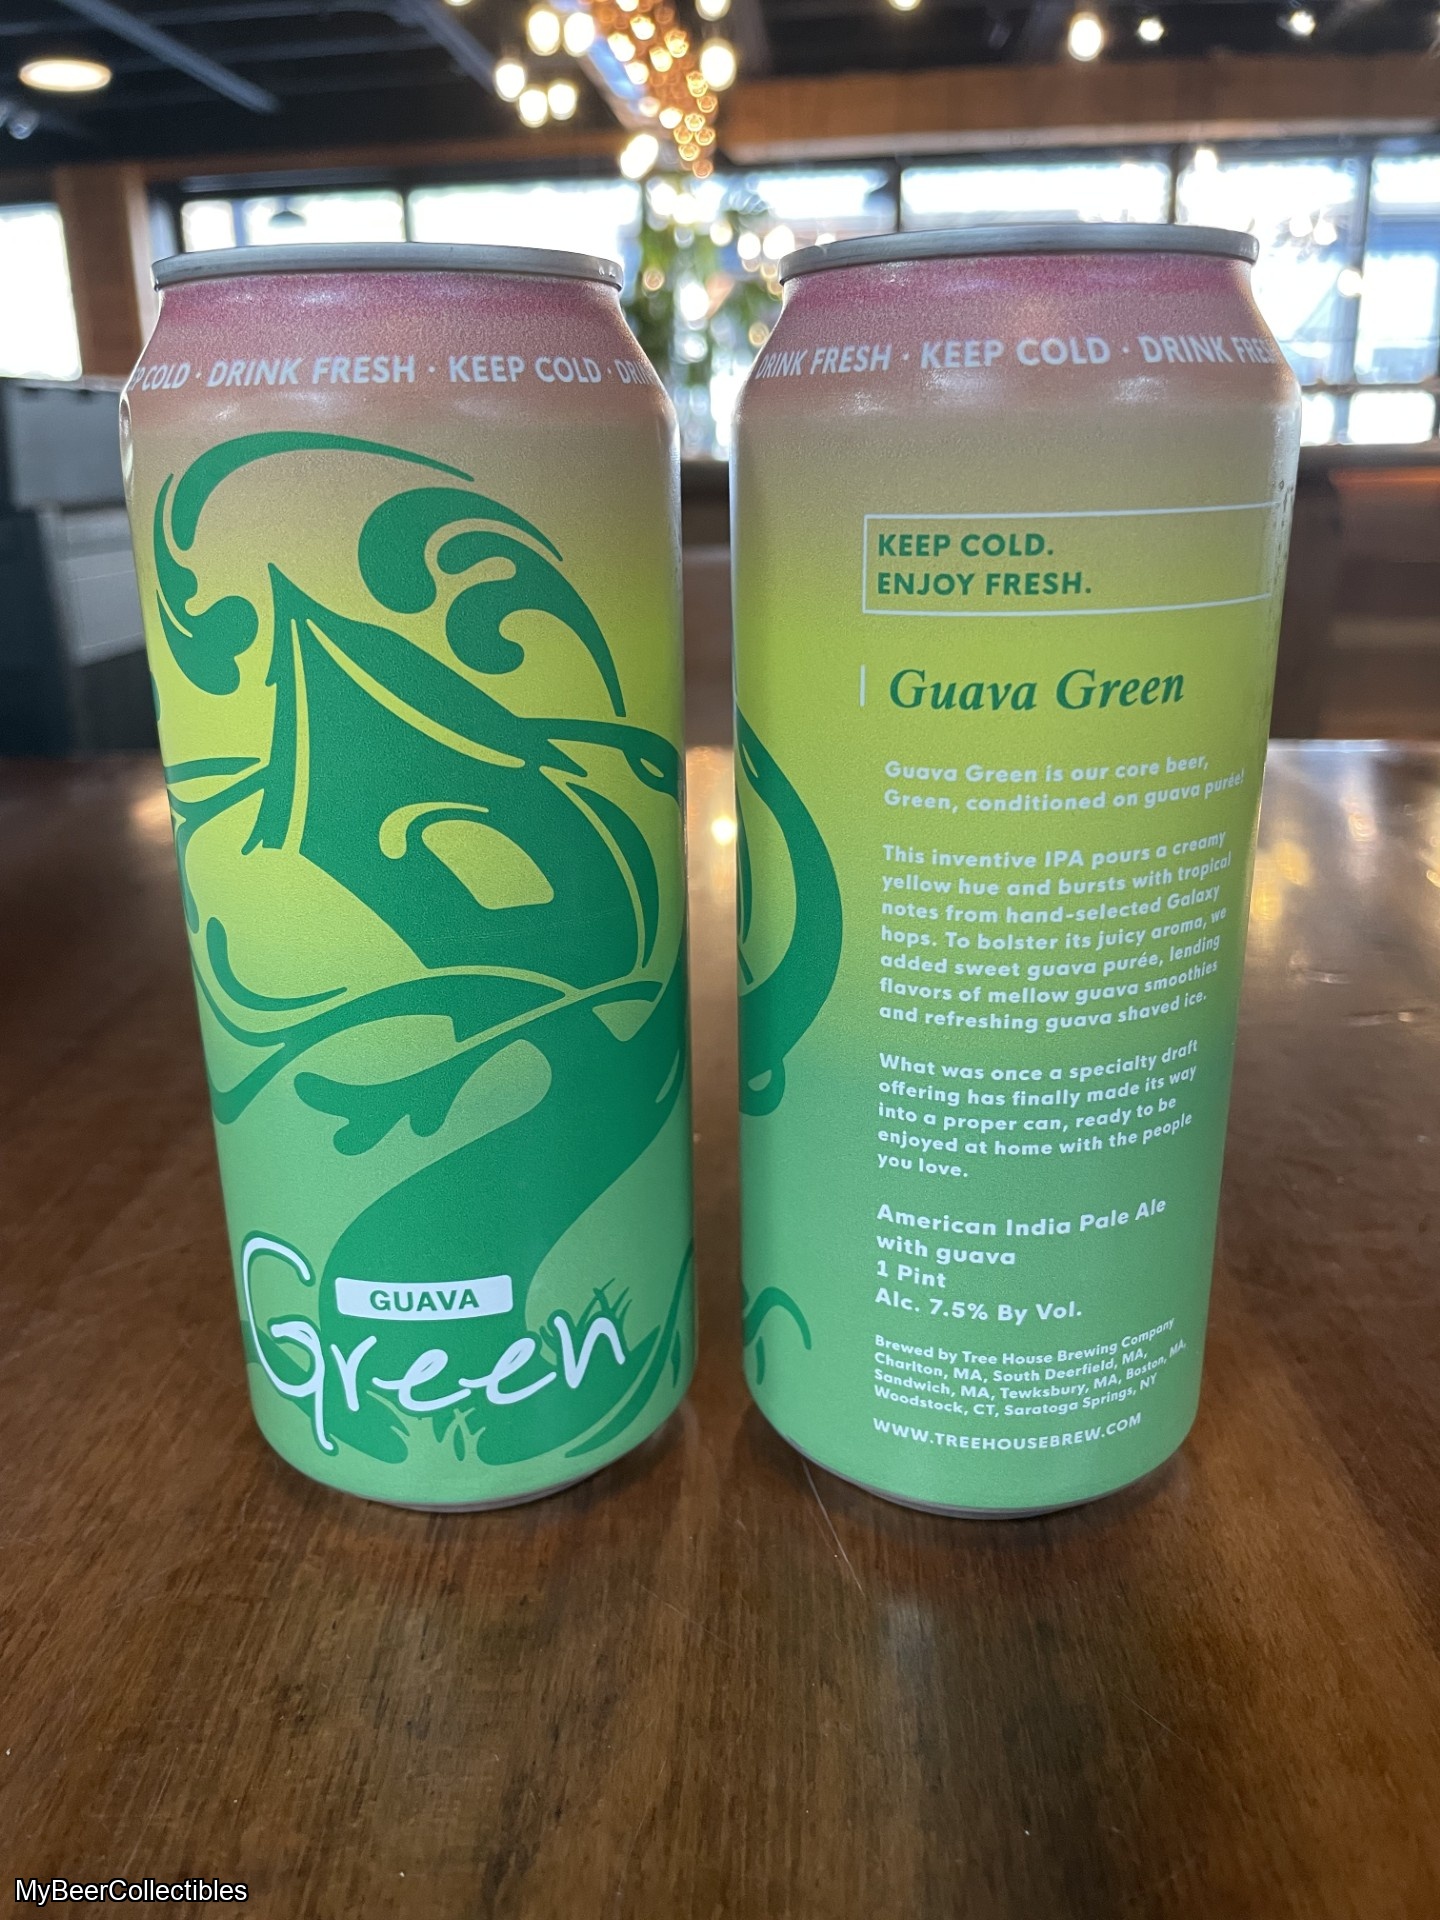 COLD · DRINK FRESH · KEEP COLD ·
GUAVA
Green
DRINK FRESH · KEEP COLD · DRINK
KEEP COLD.
ENJOY FRESH.
Guava Green
Guava Green is our core beer,
Green, conditioned on guava purée!
This inventive IPA pours a creamy
yellow hue and bursts with tropical
notes from hand-selected Galaxy
hops. To bolster its juicy aroma, we
added sweet guava purée, lending
flavors of mellow guava smoothies
and refreshing guava shaved ice.
What was once a specialty draft
offering has finally made its way
into a proper can, ready to be
enjoyed at home with the people
you love.
American India Pale Ale
with guava
1 Pint
Alc. 7.5% By Vol.
Brewed by Tree House Brewing Company
Charlton, MA, South Deerfield, MA,
Sandwich, MA, Tewksbury, MA, Boston, MA,
Woodstock, CT, Saratoga Springs, NY
WWW.TREEHOUSEBREW.COM
MyBeerCollectibles